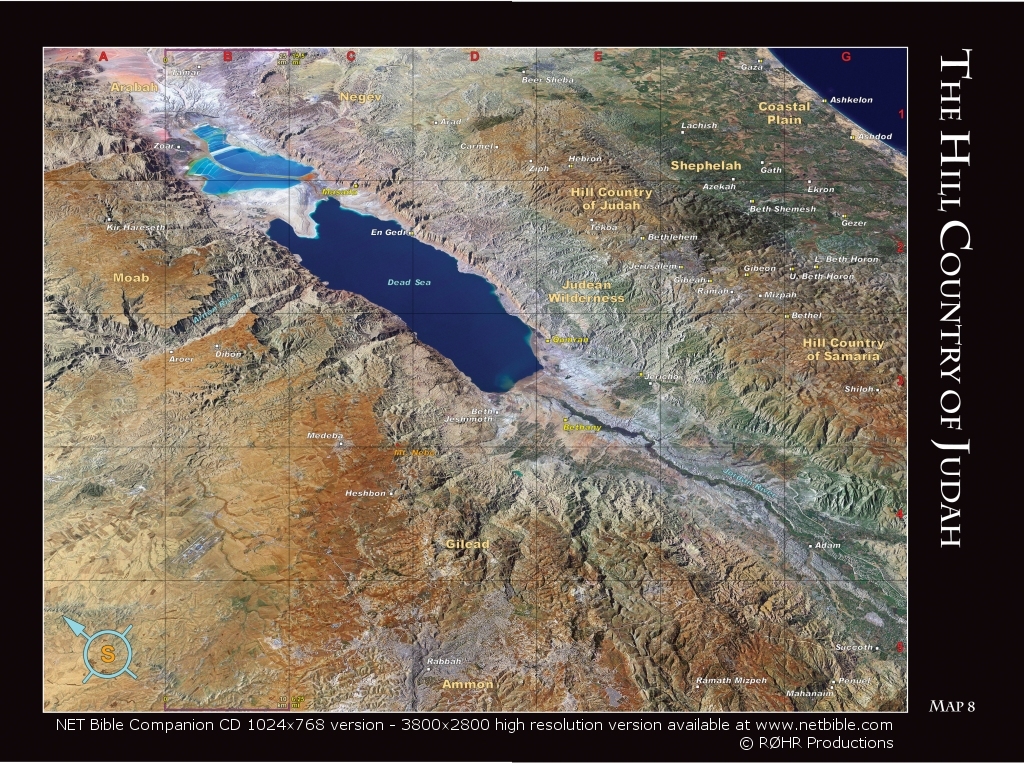 A
B
C
D
E
F
G
1
Tamar
Arabah
Negev
Beer Sheba
Gaza
Ashkelon
Coastal
Plain
Arad
Lachish
Ashdod
Zoar
Carmel
Hebron
Ziph
Shephelah
Gath
Azekah
Ekron
Masada
Hill Country
of Judah
Beth Shemesh
Gezer
Kir Hareseth
En Gedi
Tekoa
Bethlehem
L. Beth Horon
Jerusalem
Gibeon
U. Beth Horon
Moab
Dead Sea
Gibeah
Judean
Wilderness
Ramah
Mizpah
Arnon River
Bethel
Qumran
Hill Country
of Samaria
Aroer
Dibon
Jericho
Shiloh
Beth
Jeshimoth
Bethany
Medeba
Mt. Nebo
Jordan River
Heshbon
4
Gilead
Adam
S
Succoth
Rabbah
Ammon
Ramath Mizpeh
Penuel
Mahanaim
THE HILL COUNTRY OF JUDAH
MAP 8
NET Bible Companion CD 1024x768 version - 3800x2800 high resolution version available at www.netbible.com
© RØHR Productions